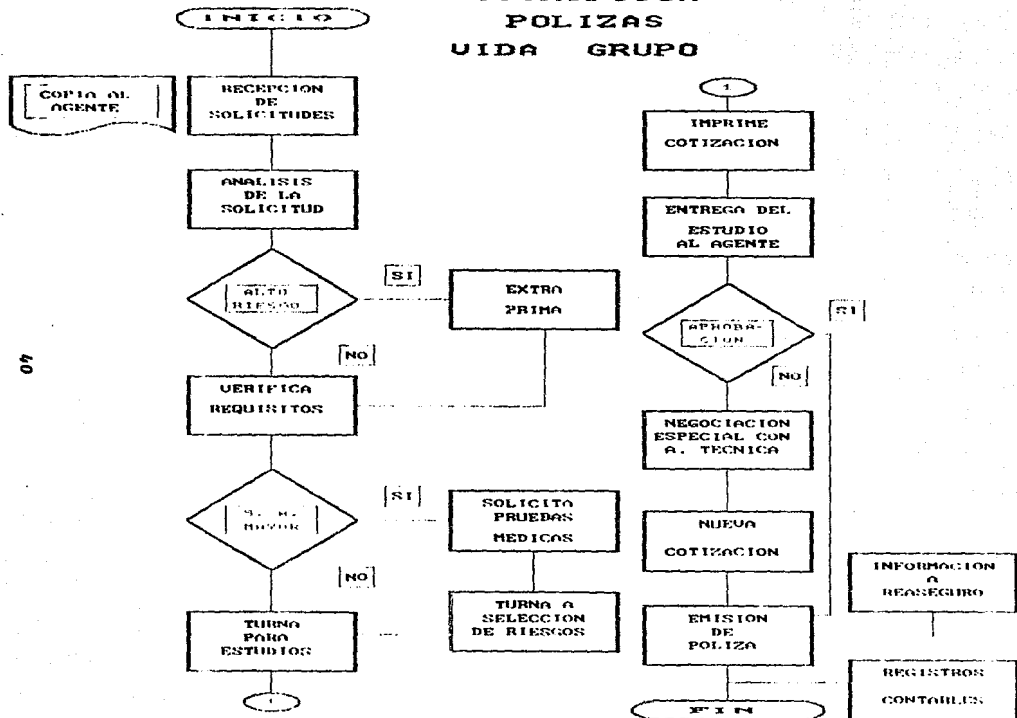 INICIO
POLIZAS
VIDA GRUPO
COPIA AL
AGENTE
RECEPCION
DE
SOLICITUDES
ANALISIS
DE LA
SOLICITUD
ALTO
RIESGO
SI
EXTRA
PRIMA
NO
VERIFICA
REQUISITOS
S. A.
MAYOR
SI
SOLICITA
PRUEBAS
MEDICAS
NO
TURNA A
SELECCION
DE RIESGOS
TURNA
PARA
ESTUDIOS
1
1
IMPRIME
COTIZACION
ENTREGA DEL
ESTUDIO
AL AGENTE
APROBA-
CION
SI
NO
NEGOCIACION
ESPECIAL CON
A. TECNICA
NUEVA
COTIZACION
EMISION
DE
POLIZA
INFORMACION
A
REASEGURO
REGISTROS
CONTABLES
FIN
40